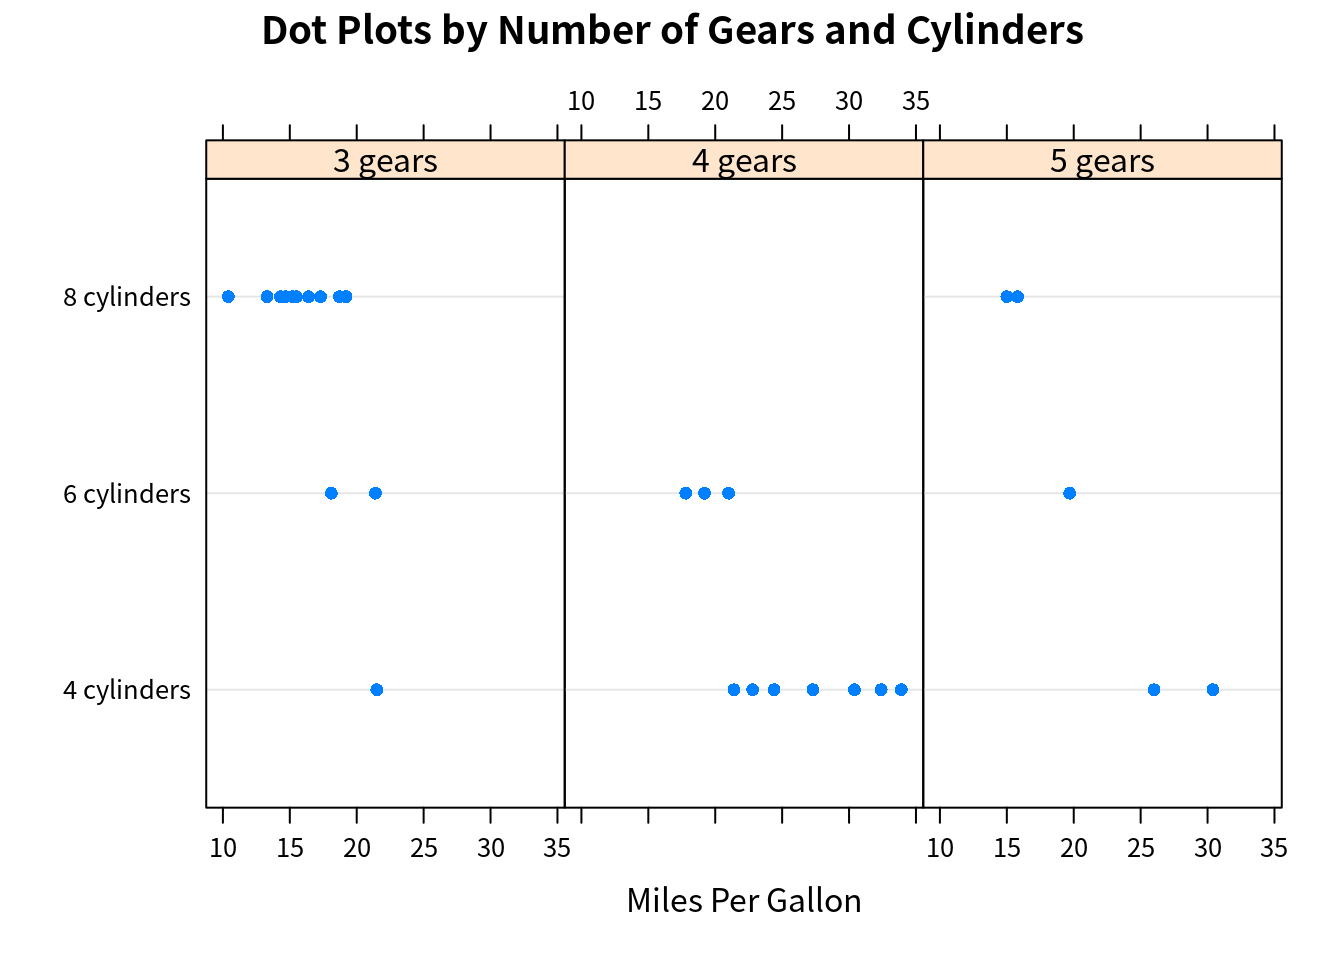 Dot Plots by Number of Gears and Cylinders
10 15 20 25 30 35
3 gears 4 gears 5 gears
8 cylinders
6 cylinders
4 cylinders
10 15 20 25 30 35 10 15 20 25 30 35
Miles Per Gallon